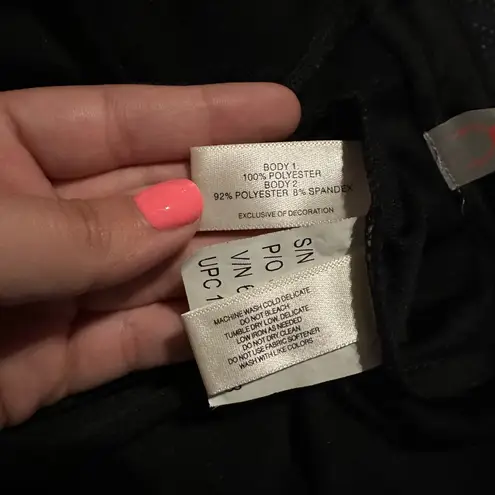 BODY 1
100% POLYESTER
BODY 2
92% POLYESTER 8% SPANDEX
EXCLUSIVE OF DECORATION
S/N
P/O
V/N
UPC 1
MACHINE WASH COLD DELICATE
DO NOT BLEACH
TUMBLE DRY LOW, DELICATE
LOW IRON AS NEEDED
DO NOT DRY CLEAN
DO NOT USE FABRIC SOFTENER
WASH WITH LIKE COLORS